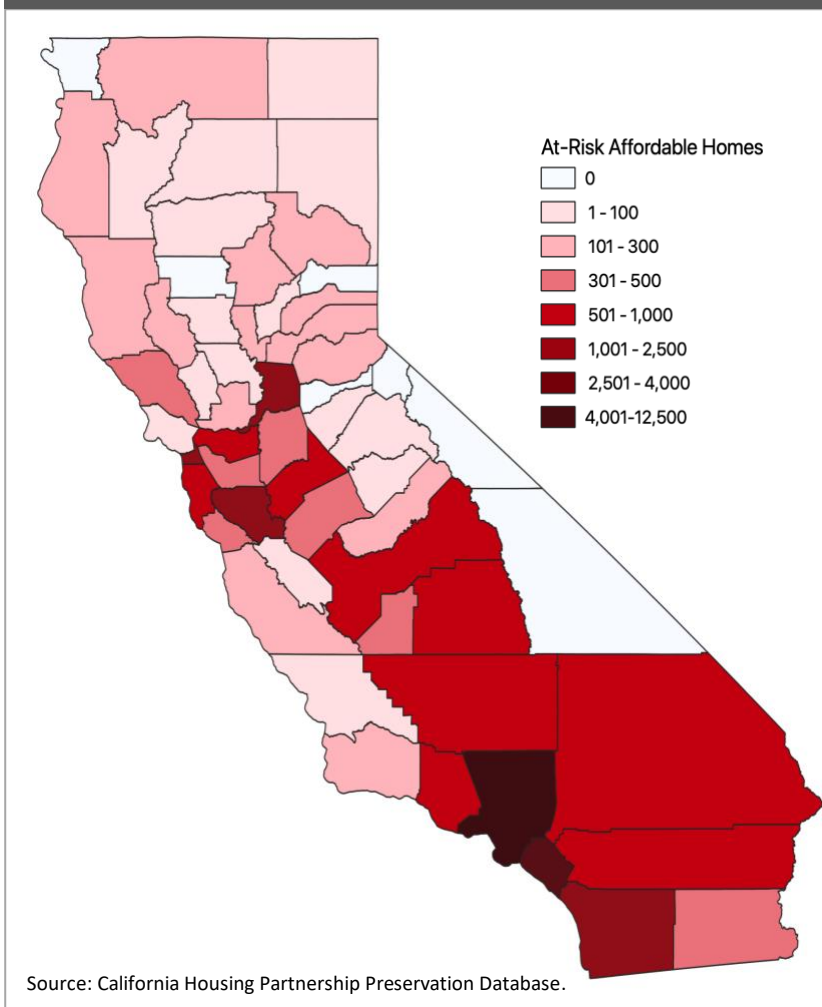 At-Risk Affordable Homes
0
1 - 100
101 - 300
301 - 500
501 - 1,000
1,001 - 2,500
2,501 - 4,000
4,001-12,500
Source: California Housing Partnership Preservation Database.